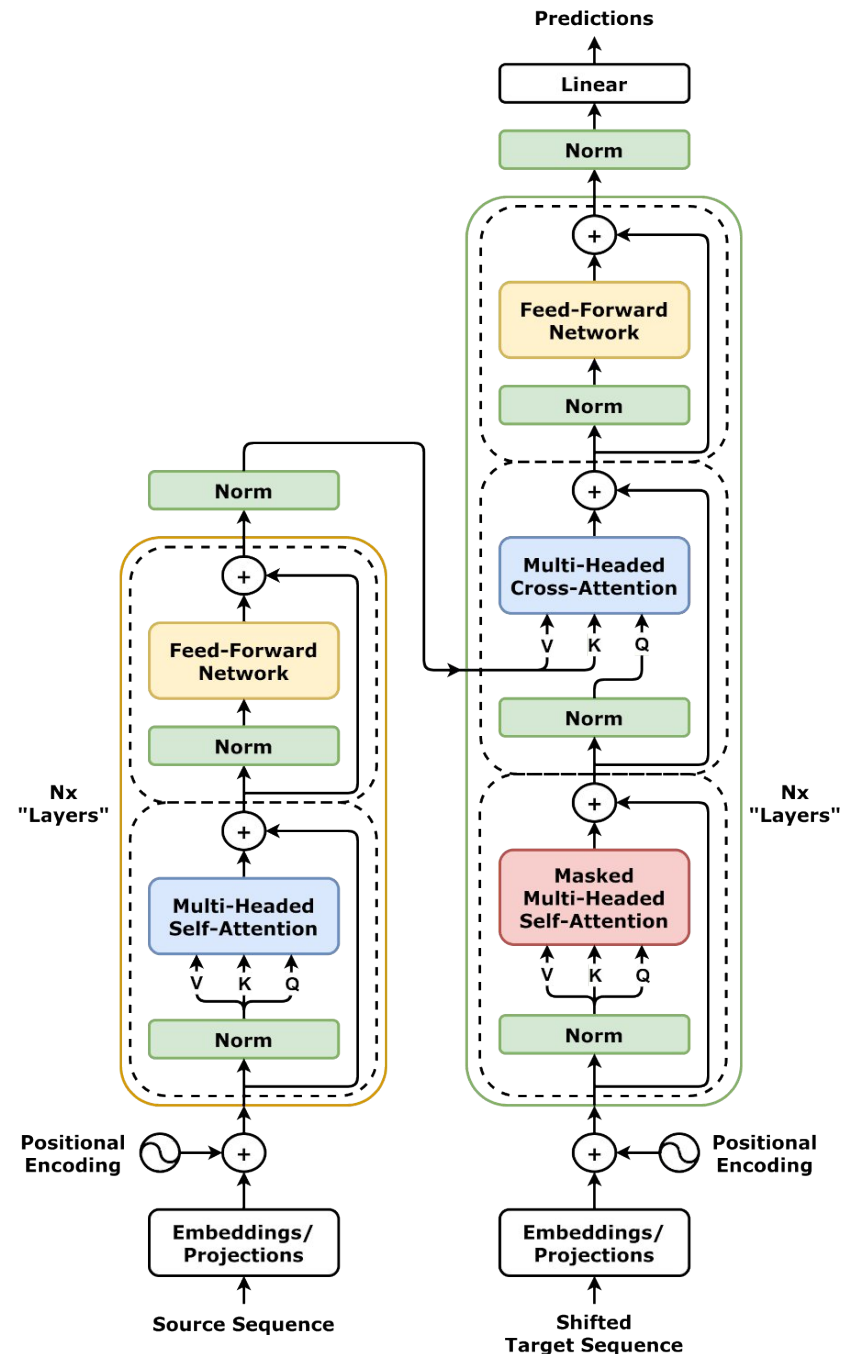 Predictions
Linear
Norm
+
Feed-Forward
Network
Norm
+
Multi-Headed
Cross-Attention
V K Q
Norm
+
Masked
Multi-Headed
Self-Attention
V K Q
Norm
Nx
"Layers"
+
Positional
Encoding
Embeddings/
Projections
Shifted
Target Sequence
Norm
+
Feed-Forward
Network
Norm
Nx
"Layers"
+
Multi-Headed
Self-Attention
V K Q
Norm
Positional
Encoding
+
Embeddings/
Projections
Source Sequence